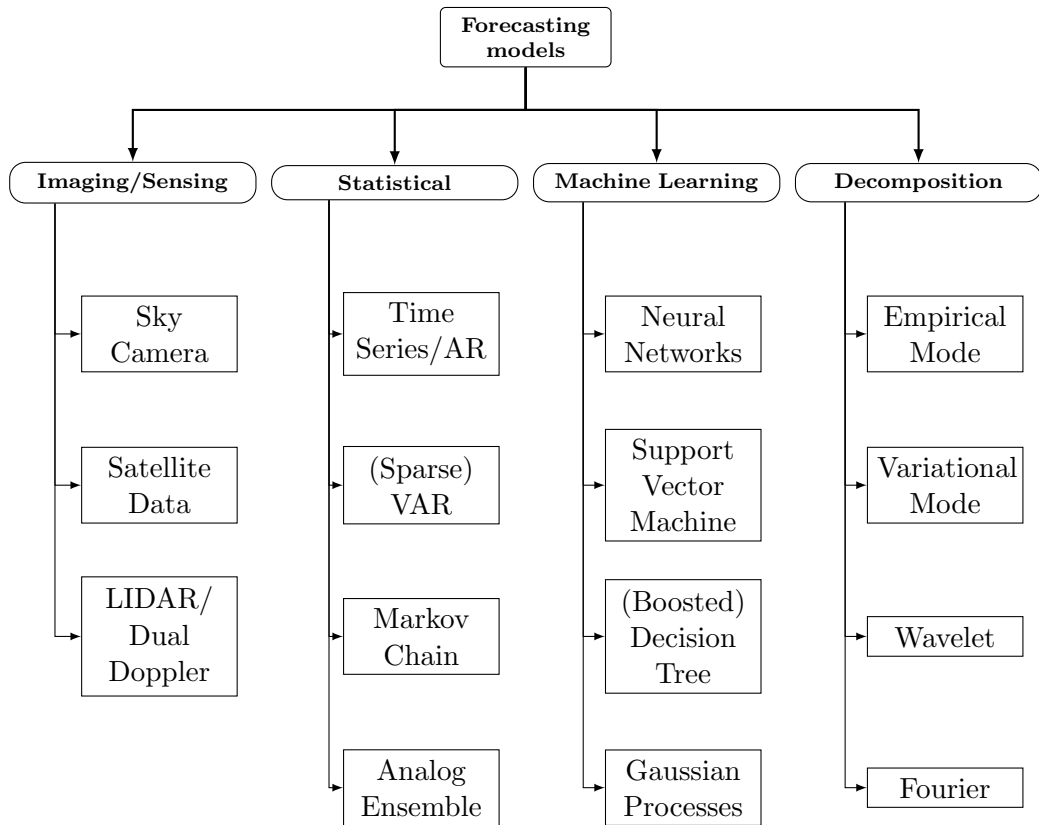 Forecasting
models
Imaging/Sensing
Statistical
Machine Learning
Decomposition
Sky
Camera
Time
Series/AR
Neural
Networks
Empirical
Mode
Satellite
Data
(Sparse)
VAR
Support
Vector
Machine
Variational
Mode
LIDAR/
Dual
Doppler
Markov
Chain
(Boosted)
Decision
Tree
Wavelet
Analog
Ensemble
Gaussian
Processes
Fourier